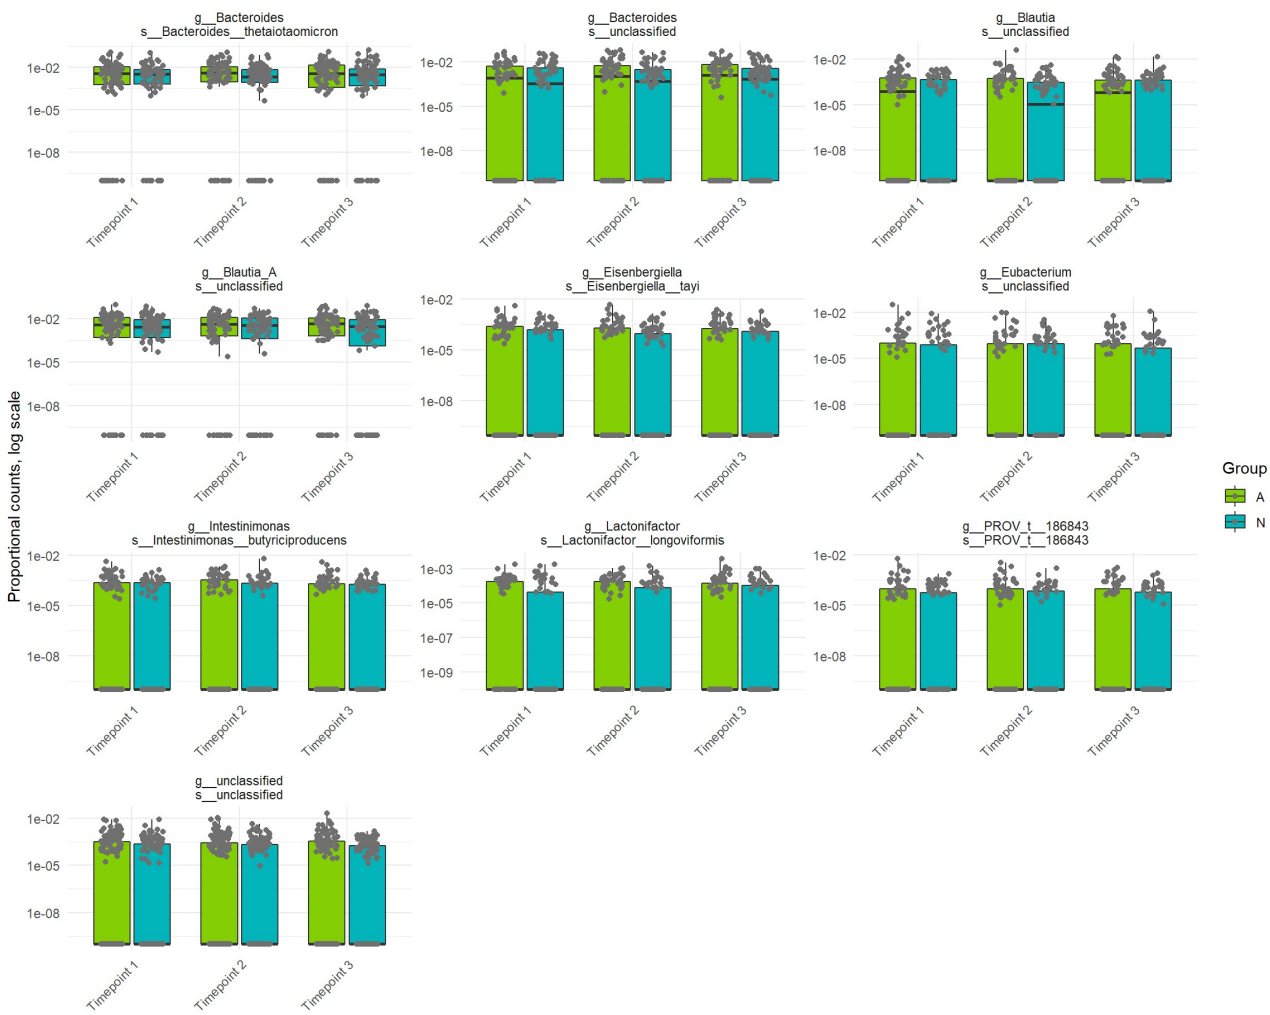 g__Bacteroides
s__Bacteroides__thetaiotaomicron
1e-02
1e-05
1e-08
Timepoint 1
Timepoint 2
Timepoint 3
g__Bacteroides
s__unclassified
1e-02
1e-05
1e-08
Timepoint 1
Timepoint 2
Timepoint 3
g__Blautia
s__unclassified
1e-02
1e-05
1e-08
Timepoint 1
Timepoint 2
Timepoint 3
g__Blautia_A
s__unclassified
1e-02
1e-05
1e-08
Timepoint 1
Timepoint 2
Timepoint 3
g__Eisenbergiella
s__Eisenbergiella__tayi
1e-02
1e-05
1e-08
Timepoint 1
Timepoint 2
Timepoint 3
g__Eubacterium
s__unclassified
1e-02
1e-05
1e-08
Timepoint 1
Timepoint 2
Timepoint 3
Proportional counts, log scale
Group
A
N
g__Intestinimonas
s__Intestinimonas__butyriciproducens
1e-02
1e-05
1e-08
Timepoint 1
Timepoint 2
Timepoint 3
g__Lactonifactor
s__Lactonifactor__longoviformis
1e-03
1e-05
1e-07
1e-09
Timepoint 1
Timepoint 2
Timepoint 3
g__PROV_t__186843
s__PROV_t__186843
1e-02
1e-05
1e-08
Timepoint 1
Timepoint 2
Timepoint 3
g__unclassified
s__unclassified
1e-02
1e-05
1e-08
Timepoint 1
Timepoint 2
Timepoint 3